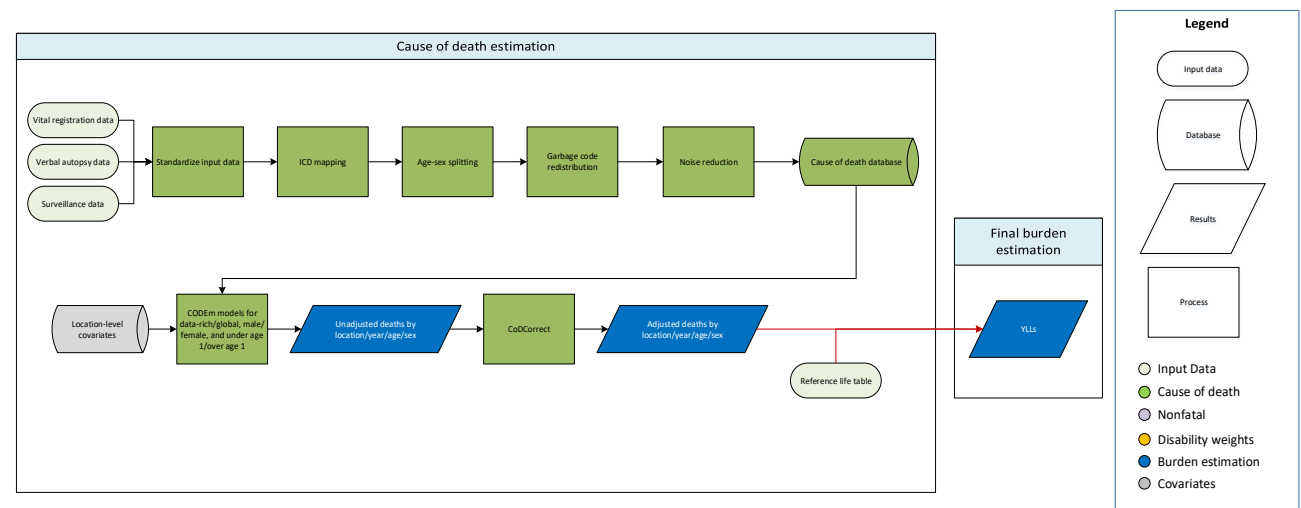 Cause of death estimation
Vital registration data
Verbal autopsy data
Surveillance data
Standardize input data
ICD mapping
Age-sex splitting
Garbage code
redistribution
Noise reduction
Cause of death database
Location-level
covariates
CODEm models for
data-rich/global, male/
female, and under age
1/over age 1
Unadjusted deaths by
location/year/age/sex
CoDCorrect
Adjusted deaths by
location/year/age/sex
Reference life table
Final burden
estimation
YLLs
Legend
Input data
Database
Results
Process
Input Data
Cause of death
Nonfatal
Disability weights
Burden estimation
Covariates